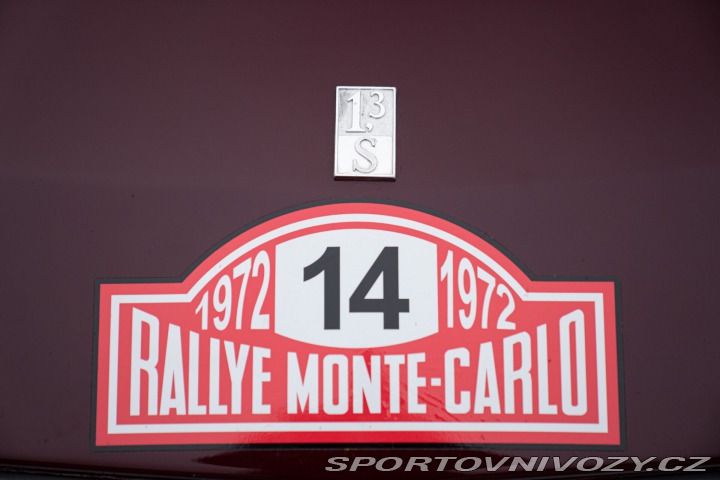 1,3
S
1972 14 1972
RALLYE MONTE-CARLO
SPORTOVNIVOZY.CZ